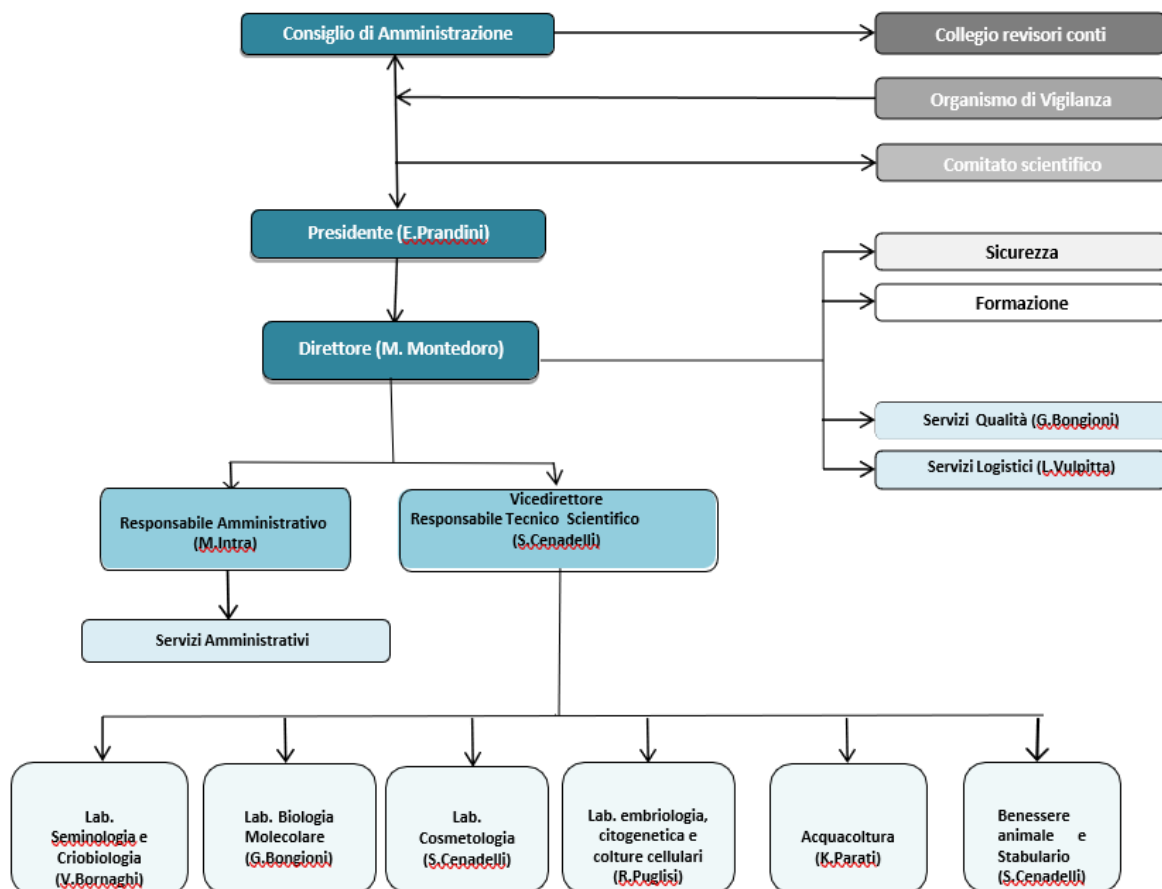 Consiglio di Amministrazione
Collegio revisori conti
Organismo di Vigilanza
Comitato scientifico
Presidente (E.Prandini)
Sicurezza
Formazione
Direttore (M. Montedoro)
Servizi Qualità (G.Bongioni)
Servizi Logistici (L.Vulpitta)
Responsabile Amministrativo
(M.Intra)
Vicedirettore
Responsabile Tecnico Scientifico
(S.Cenadelli)
Servizi Amministrativi
Lab.
Seminologia e
Criobiologia
(V.Bornaghi)
Lab. Biologia
Molecolare
(G.Bongioni)
Lab.
Cosmetologia
(S.Cenadelli)
Lab. embriologia,
citogenetica e
colture cellulari
(R.Puglisi)
Acquacoltura
(K.Parati)
Benessere
animale e
Stabulario
(S.Cenadelli)